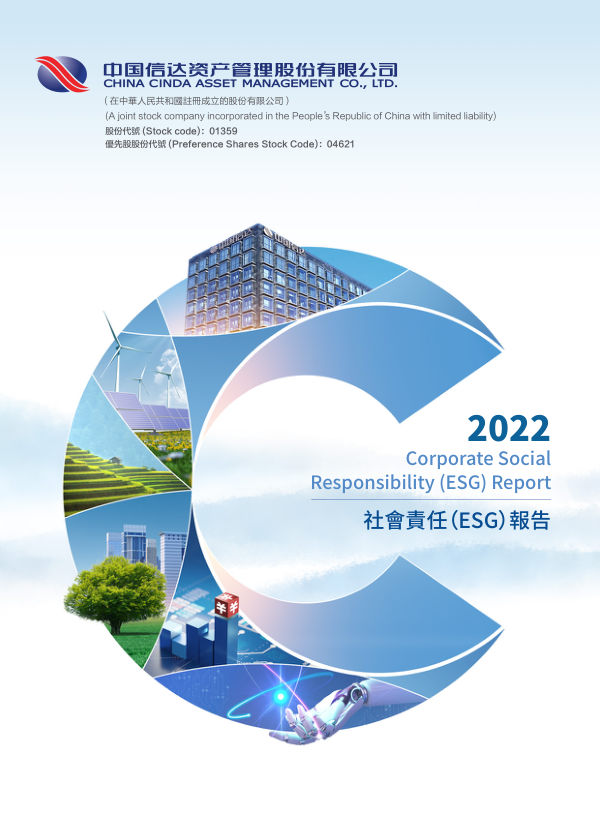 中国信达资产管理股份有限公司
CHINA CINDA ASSET MANAGEMENT CO., LTD.
（在中華人民共和國註冊成立的股份有限公司）
(A joint stock company incorporated in the People's Republic of China with limited liability)
股份代號 (Stock code)： 01359
優先股股份代號 (Preference Shares Stock Code)： 04621
中国信达
2022
Corporate Social
Responsibility (ESG) Report
社會責任（ESG）報告
¥ ¥